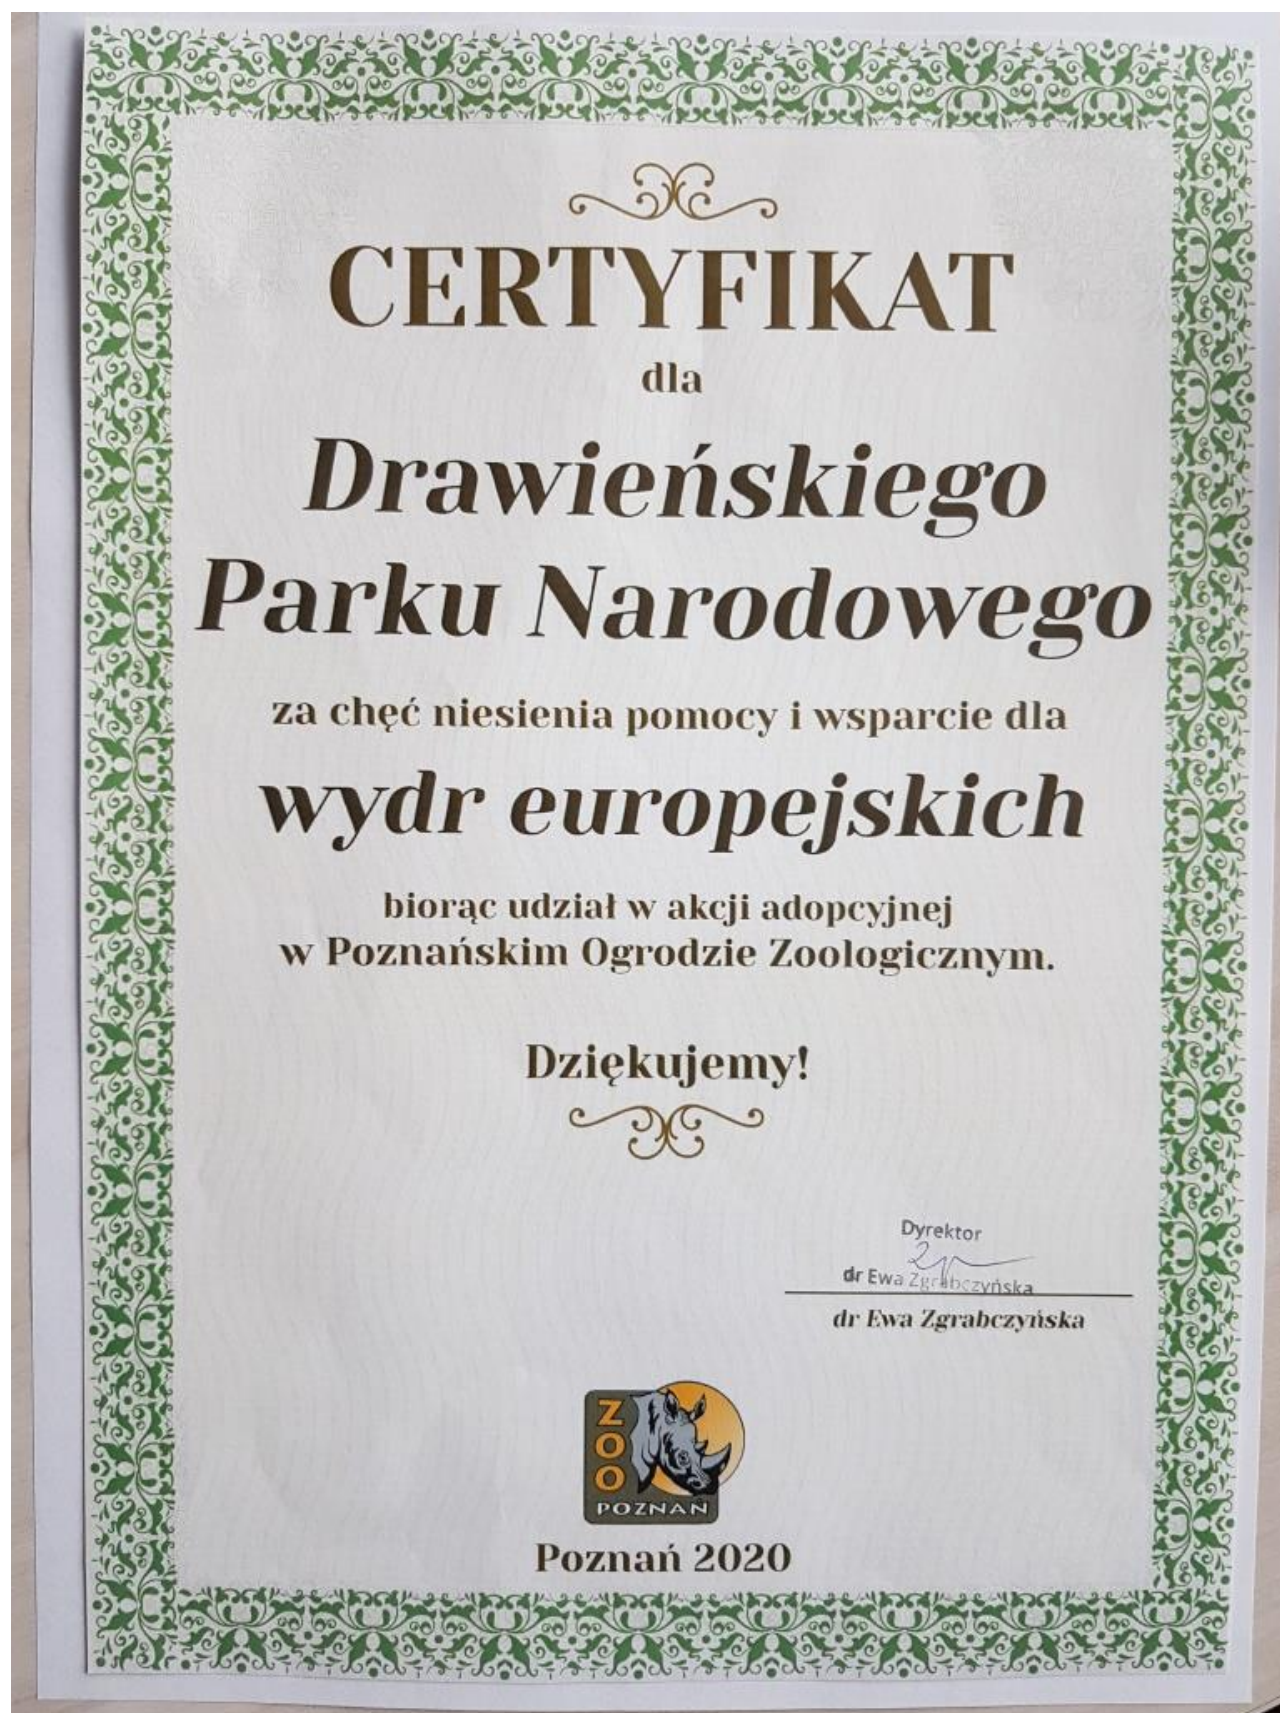 CERTYFIKAT
dla
Drawieńskiego
Parku Narodowego
za chęć niesienia pomocy i wsparcie dla
wydr europejskich
biorąc udział w akcji adopcyjnej
w Poznańskim Ogrodzie Zoologicznym.
Dziękujemy!
Dyrektor
dr Ewa Zgrabczyńska
dr Ewa Zgrabczyńska
ZOO
POZNAŃ
Poznań 2020